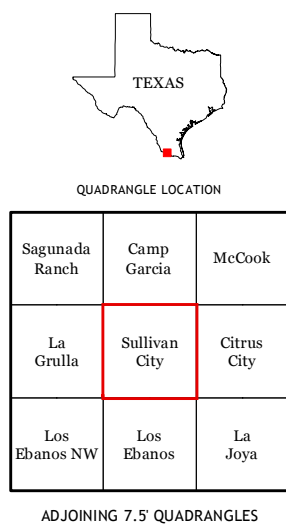 TEXAS
QUADRANGLE LOCATION
Sagunada
Ranch
Camp
Garcia
McCook
La
Grulla
Sullivan
City
Citrus
City
Los
Ebanos NW
Los
Ebanos
La
Joya
ADJOINING 7.5' QUADRANGLES